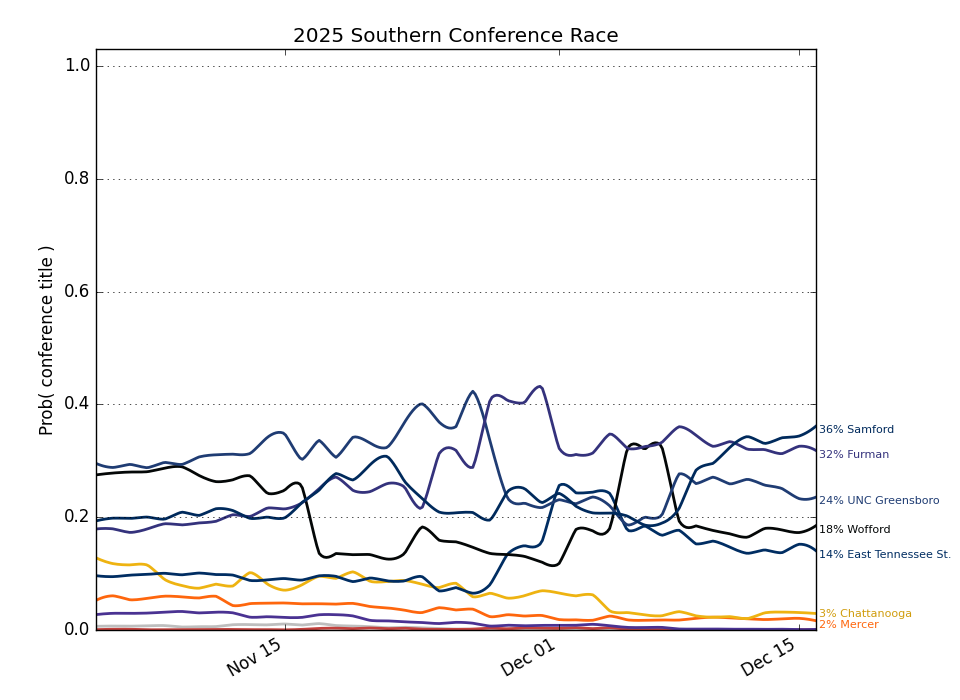 2025 Southern Conference Race
Prob( conference title )
1.0
0.8
0.6
0.4
0.2
0.0
Nov 15
Dec 01
Dec 15
36% Samford
32% Furman
24% UNC Greensboro
18% Wofford
14% East Tennessee St.
3% Chattanooga
2% Mercer